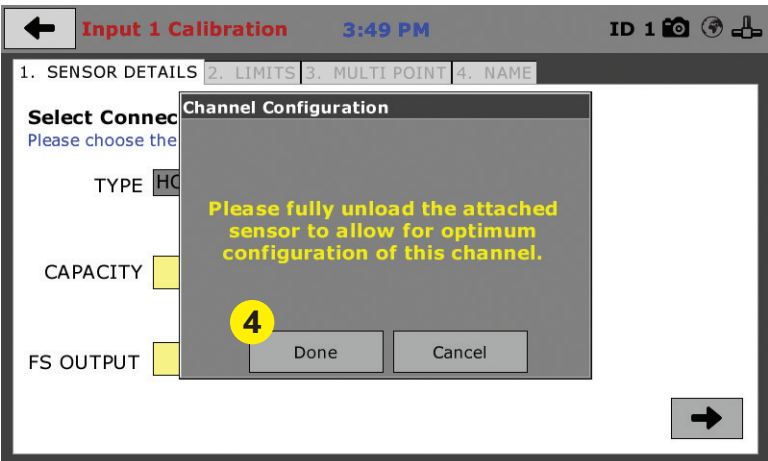 Input 1 Calibration 3:49 PM ID 1
1. SENSOR DETAILS 2. LIMITS 3. MULTI POINT 4. NAME
Select Connec
Please choose the
Channel Configuration
TYPE HO
Please fully unload the attached
sensor to allow for optimum
configuration of this channel.
CAPACITY
4
Done Cancel
FS OUTPUT